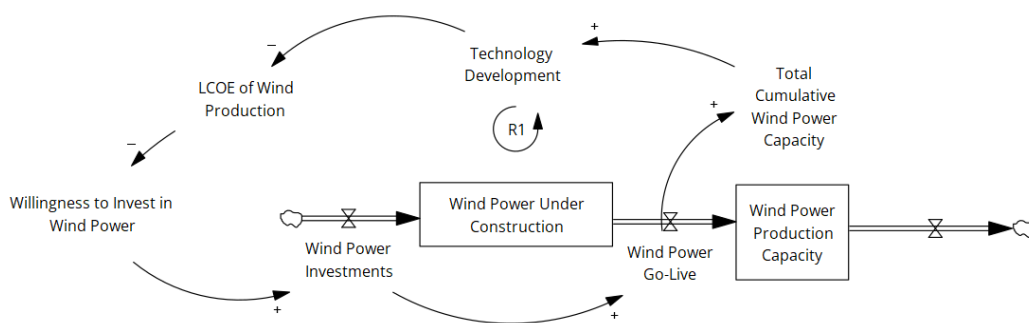 +
Technology
Development
–
LCOE of Wind
Production
Total
Cumulative
Wind Power
Capacity
+
R1
–
Willingness to Invest in
Wind Power
Wind Power Under
Construction
Wind Power
Production
Capacity
Wind Power
Investments
Wind Power
Go-Live
+
+